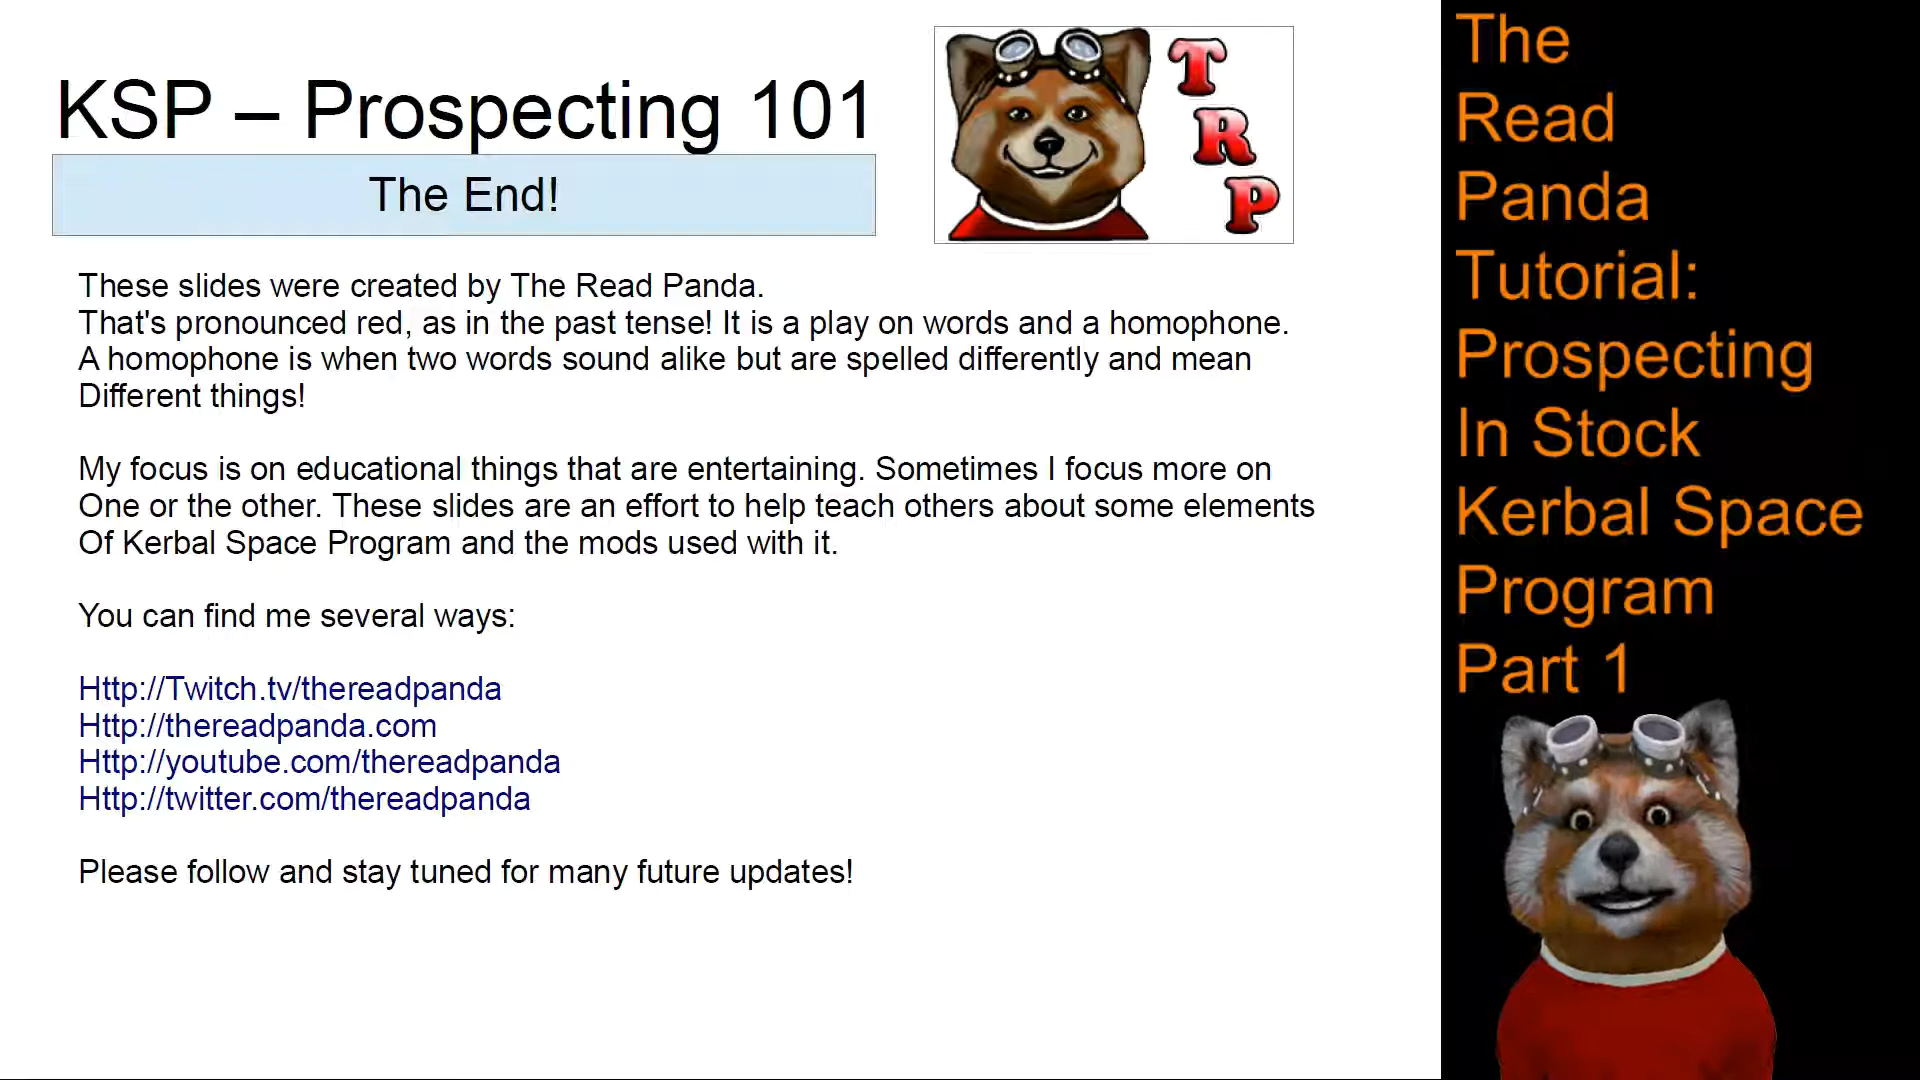 KSP – Prospecting 101
The End!
T
R
P
These slides were created by The Read Panda.
That's pronounced red, as in the past tense! It is a play on words and a homophone.
A homophone is when two words sound alike but are spelled differently and mean
Different things!
My focus is on educational things that are entertaining. Sometimes I focus more on
One or the other. These slides are an effort to help teach others about some elements
Of Kerbal Space Program and the mods used with it.
You can find me several ways:
Http://Twitch.tv/thereadpanda
Http://thereadpanda.com
Http://youtube.com/thereadpanda
Http://twitter.com/thereadpanda
Please follow and stay tuned for many future updates!
The
Read
Panda
Tutorial:
Prospecting
In Stock
Kerbal Space
Program
Part 1